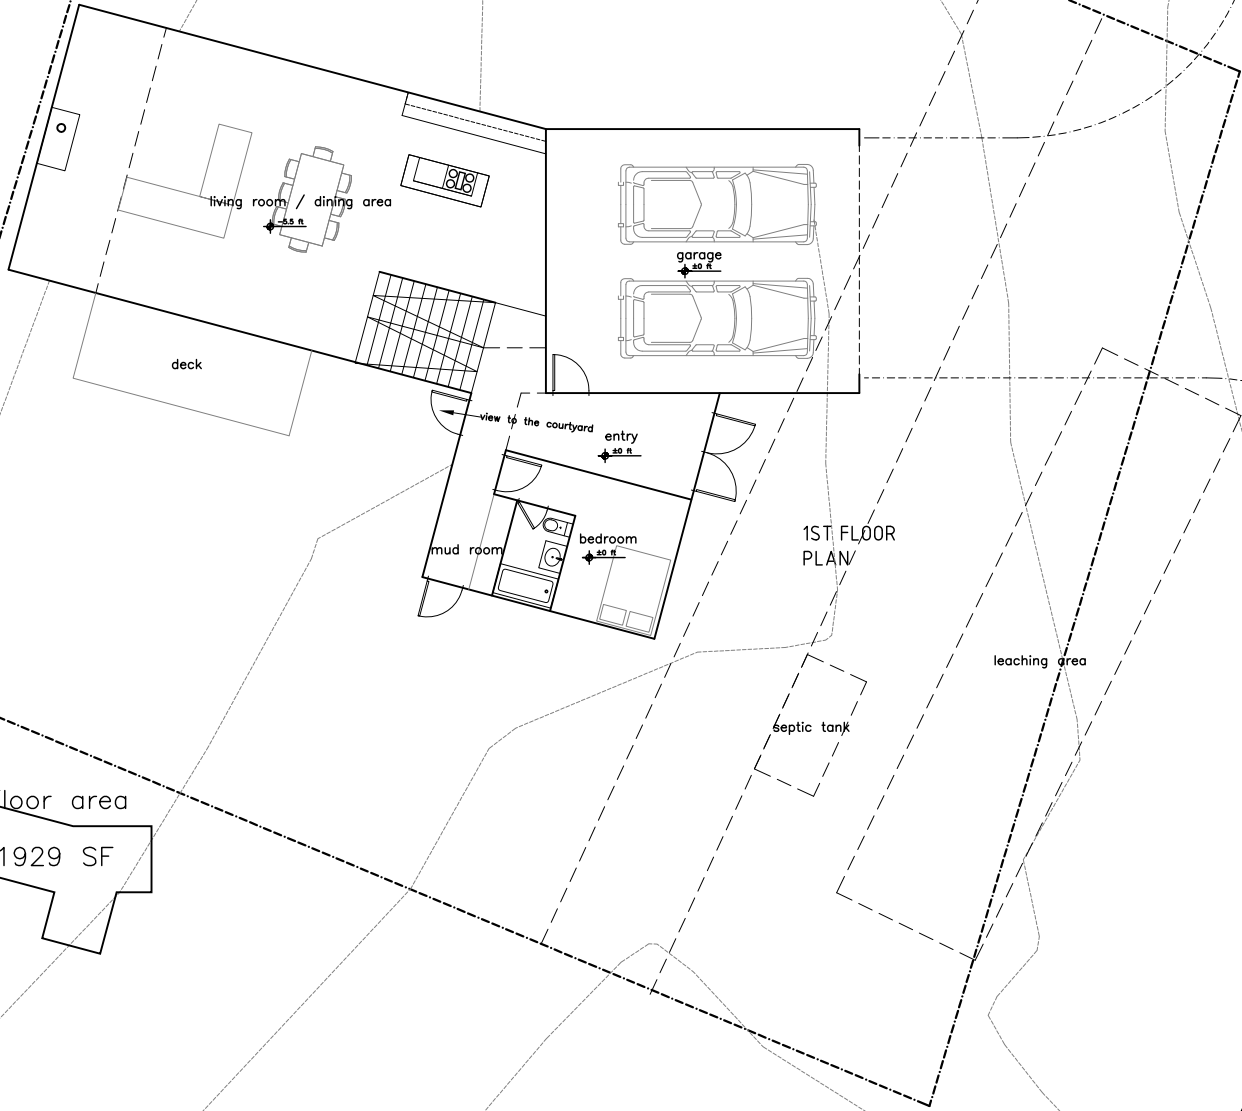 living room / dining area
-5.5 ft
garage
±0 ft
deck
view to the courtyard
entry
±0 ft
1ST FLOOR
PLAN
bedroom
±0 ft
mud room
leaching area
septic tank
loor area
1929 SF